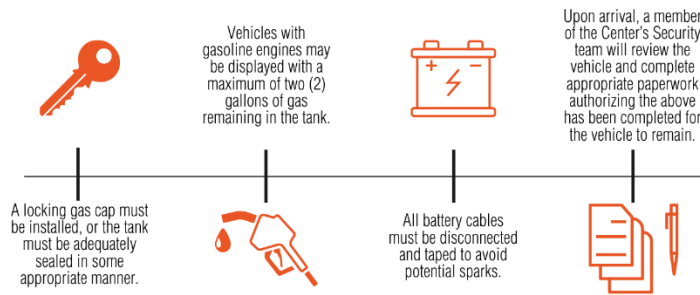 A locking gas cap must
be installed, or the tank
must be adequately
sealed in some
appropriate manner.
Vehicles with
gasoline engines may
be displayed with a
maximum of two (2)
gallons of gas
remaining in the tank.
All battery cables
must be disconnected
and taped to avoid
potential sparks.
Upon arrival, a member
of the Center's Security
team will review the
vehicle and complete
appropriate paperwork
authorizing the above
has been completed for
the vehicle to remain.